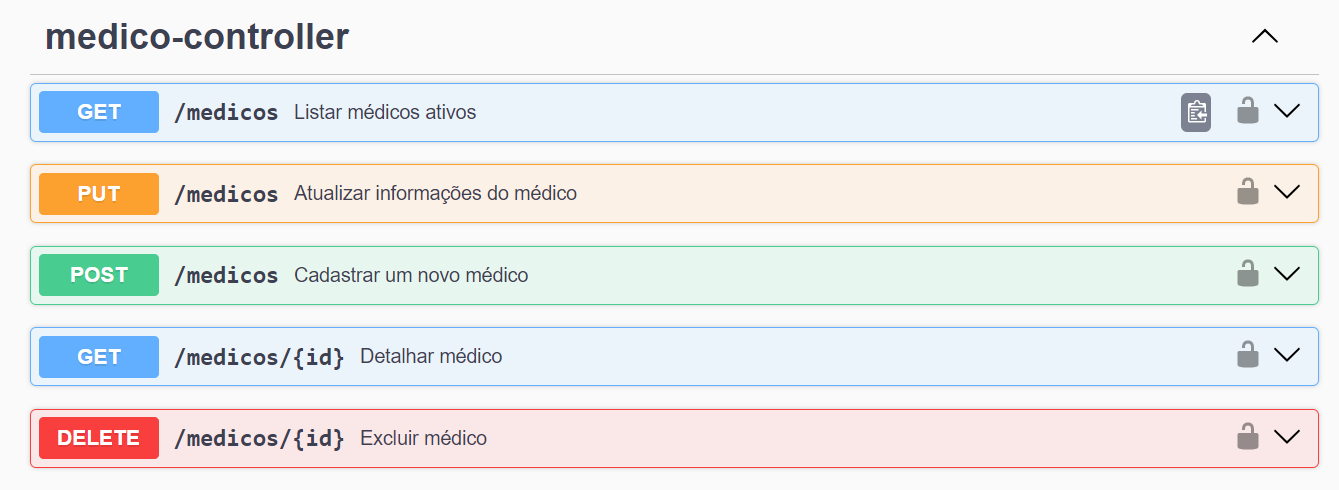 medico-controller
GET /medicos Listar médicos ativos
PUT /medicos Atualizar informações do médico
POST /medicos Cadastrar um novo médico
GET /medicos/{id} Detalhar médico
DELETE /medicos/{id} Excluir médico